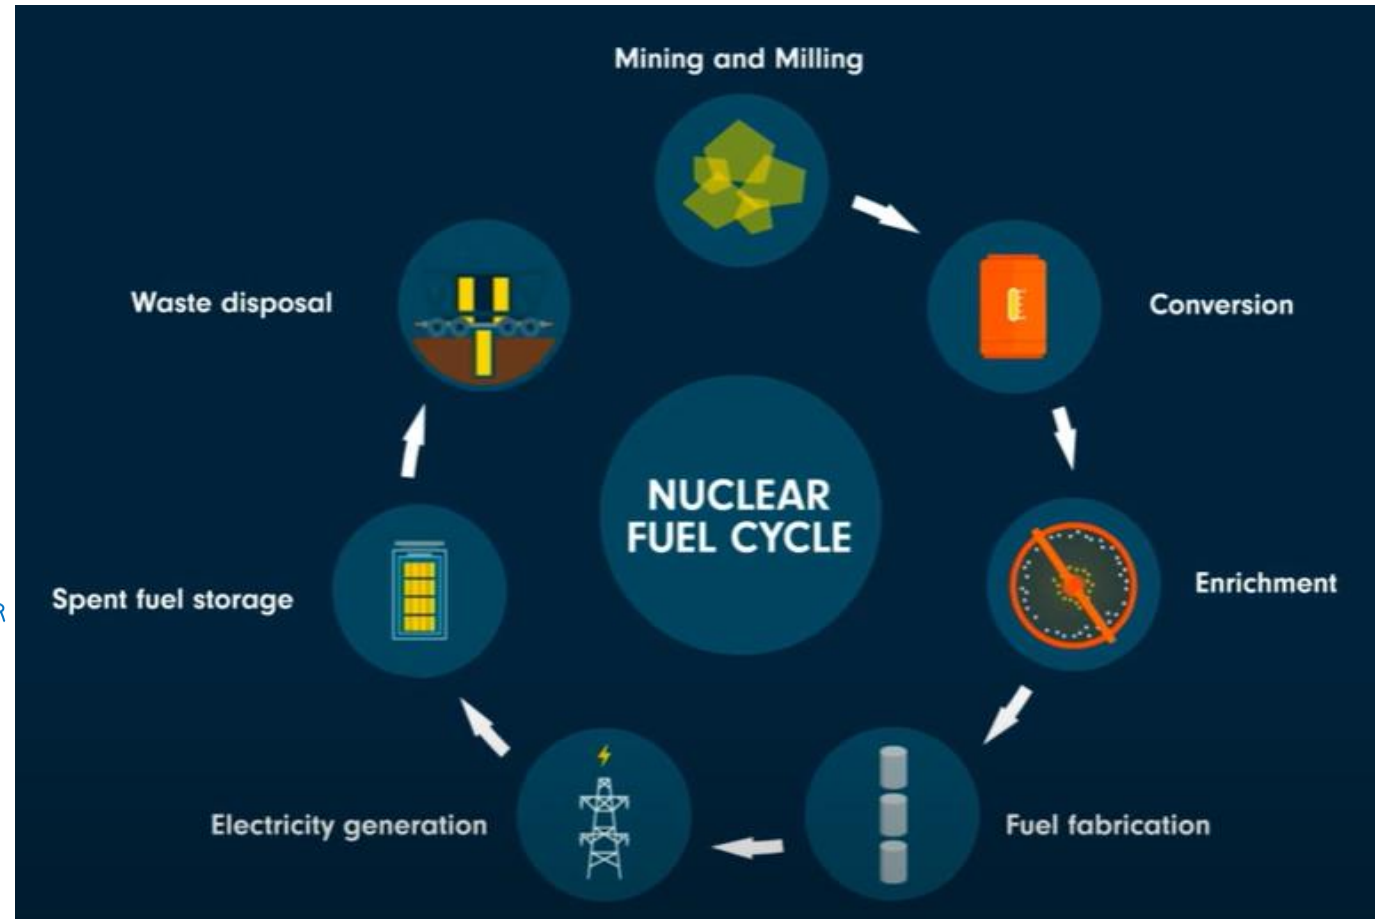 Mining and Milling
Conversion
Enrichment
Fuel fabrication
Electricity generation
Spent fuel storage
Waste disposal
NUCLEAR
FUEL CYCLE
R